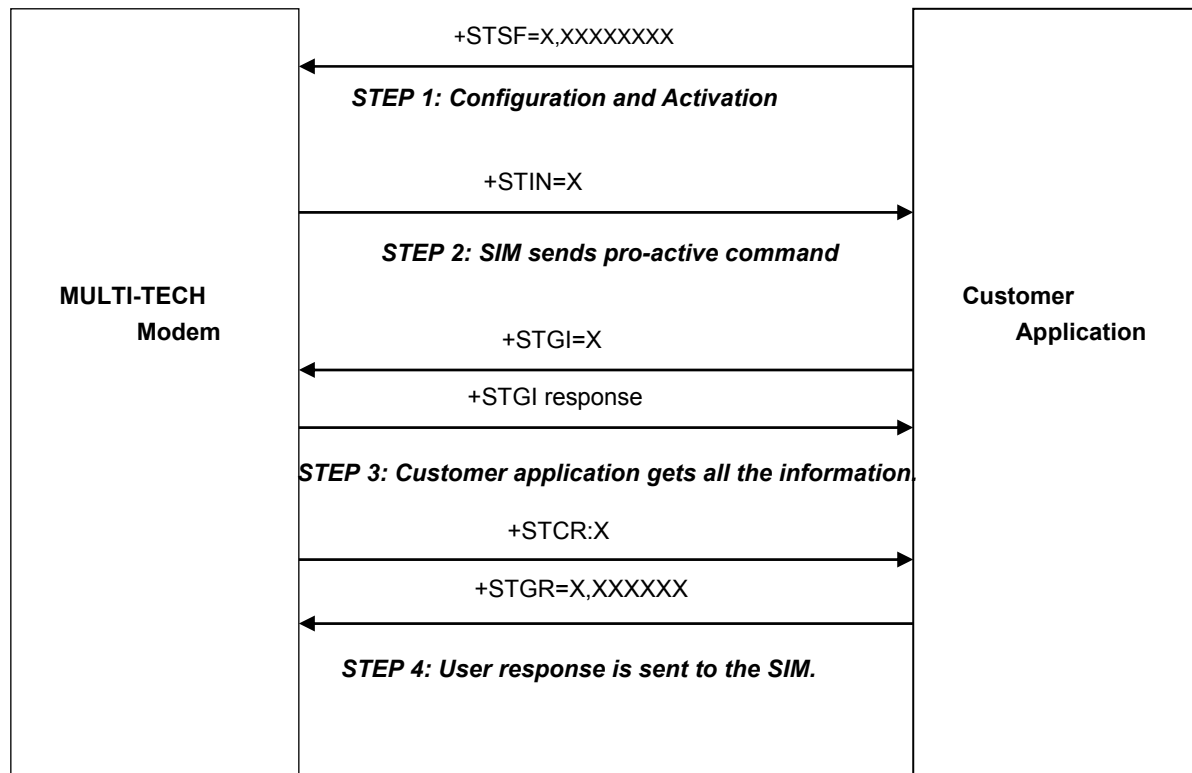 +STSF=X,XXXXXXXX
STEP 1: Configuration and Activation
+STIN=X
STEP 2: SIM sends pro-active command
MULTI-TECH
Modem
Customer
Application
+STGI=X
+STGI response
STEP 3: Customer application gets all the information.
+STCR:X
+STGR=X,XXXXXX
STEP 4: User response is sent to the SIM.